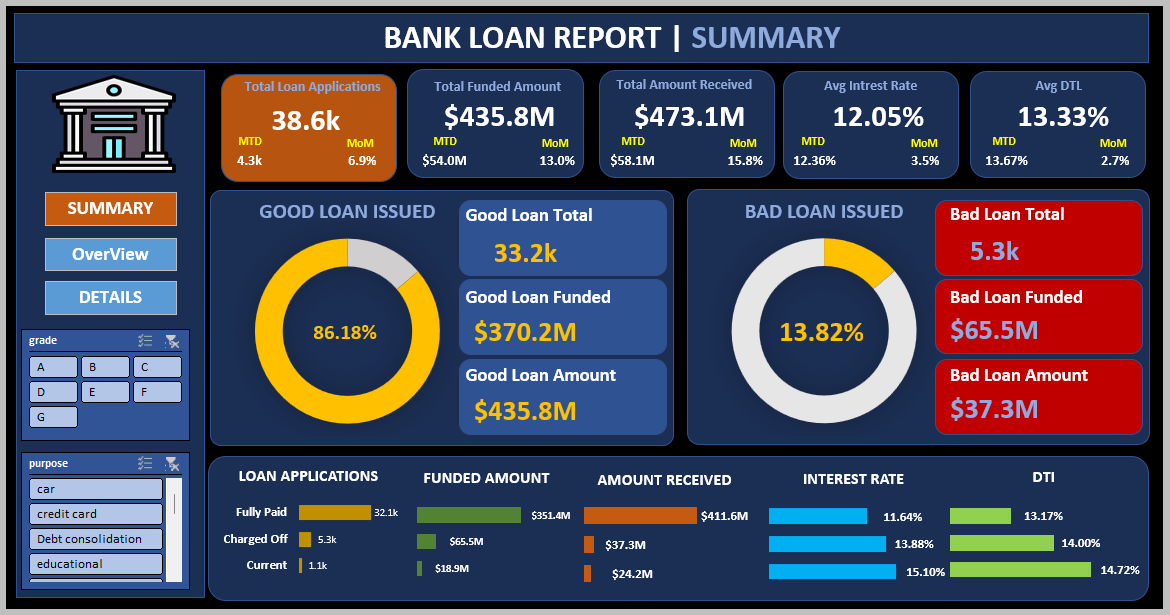 BANK LOAN REPORT | SUMMARY
Total Loan Applications
38.6k
MTD MoM
4.3k 6.9%
Total Funded Amount
$435.8M
MTD MoM
$54.0M 13.0%
Total Amount Received
$473.1M
MTD MoM
$58.1M 15.8%
Avg Intrest Rate
12.05%
MTD MoM
12.36% 3.5%
Avg DTL
13.33%
MTD MoM
13.67% 2.7%
SUMMARY
OverView
DETAILS
grade
A B C
D E F
G
purpose
car
credit card
Debt consolidation
educational
GOOD LOAN ISSUED
86.18%
Good Loan Total
33.2k
Good Loan Funded
$370.2M
Good Loan Amount
$435.8M
BAD LOAN ISSUED
13.82%
Bad Loan Total
5.3k
Bad Loan Funded
$65.5M
Bad Loan Amount
$37.3M
LOAN APPLICATIONS
Fully Paid 32.1k
Charged Off 5.3k
Current 1.1k
FUNDED AMOUNT
$351.4M
$65.5M
$18.9M
AMOUNT RECEIVED
$411.6M
$37.3M
$24.2M
INTEREST RATE
11.64%
13.88%
15.10%
DTI
13.17%
14.00%
14.72%